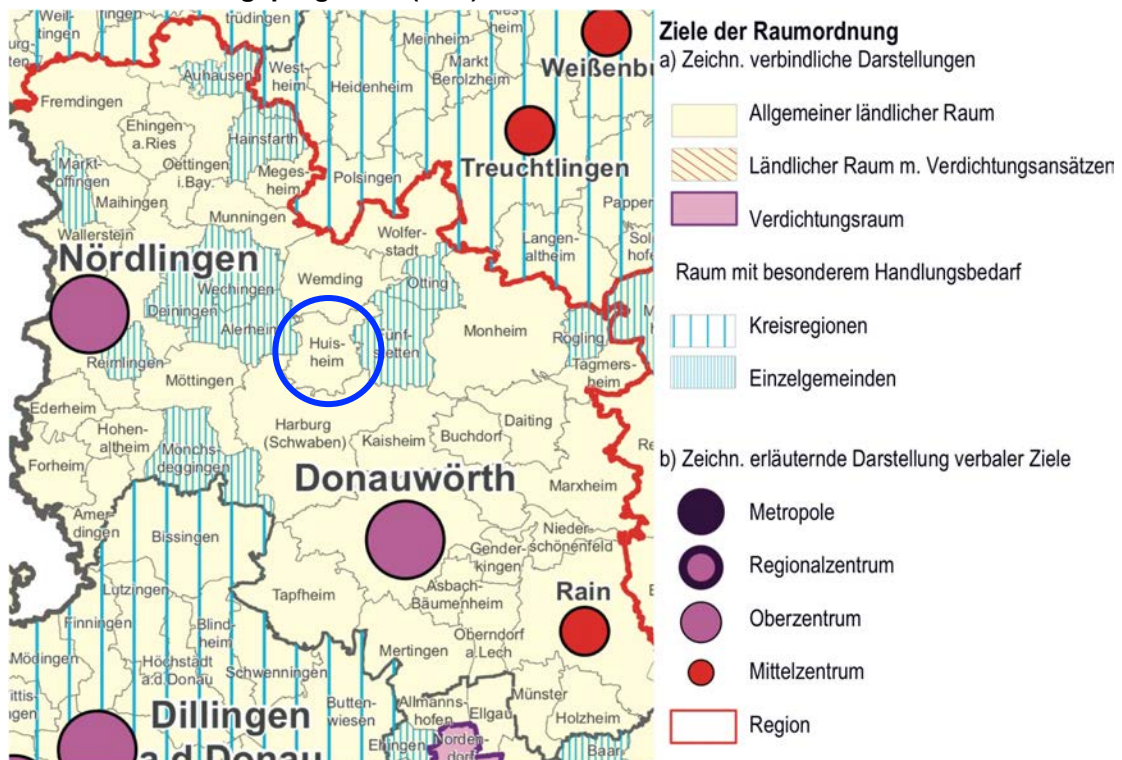 trüdingen
heim
Meinheim
Markt
Berolzheim
Weißenbu
Auhausen
West-
heim
Heidenheim
Fremdingen
Ehingen
a.Ries
Hainsfarth
Treuchtlingen
Markt-
offingen
Oettingen
i.Bay.
Meges-
heim
Polsingen
Maihingen
Munningen
Pappen
Wallerstein
Wolfer-
stadt
Langen-
altheim
Nördlingen
Wechingen
Wemding
Otting
Deiningen
Alerheim
Huis-
heim
Fünf-
stetten
Monheim
Rögling
Reimlingen
Möttingen
Tagmers-
heim
Ederheim
Hohen-
altheim
Harburg
(Schwaben)
Kaisheim
Buchdorf
Daiting
Forheim
Mönchs-
deggingen
Donauwörth
Marxheim
Amer-
dingen
Bissingen
Nieder-
schönenfeld
Gender-
kingen
Lutzingen
Tapfheim
Asbach-
Bäumenheim
Rain
Finningen
Blind-
heim
Oberndorf
a.Lech
Mödingen
Höchstädt
a.d.Donau
Schwenningen
Mertingen
Dillingen
a.d.Donau
Butten-
wiesen
Allmanns-
hofen
Ellgau
Münster
Holzheim
Ehingen
Norden-
dorf
Baar
Ziele der Raumordnung
a) Zeichn. verbindliche Darstellungen
Allgemeiner ländlicher Raum
Ländlicher Raum m. Verdichtungsansätzen
Verdichtungsraum
Raum mit besonderem Handlungsbedarf
Kreisregionen
Einzelgemeinden
b) Zeichn. erläuternde Darstellung verbaler Ziele
Metropole
Regionalzentrum
Oberzentrum
Mittelzentrum
Region